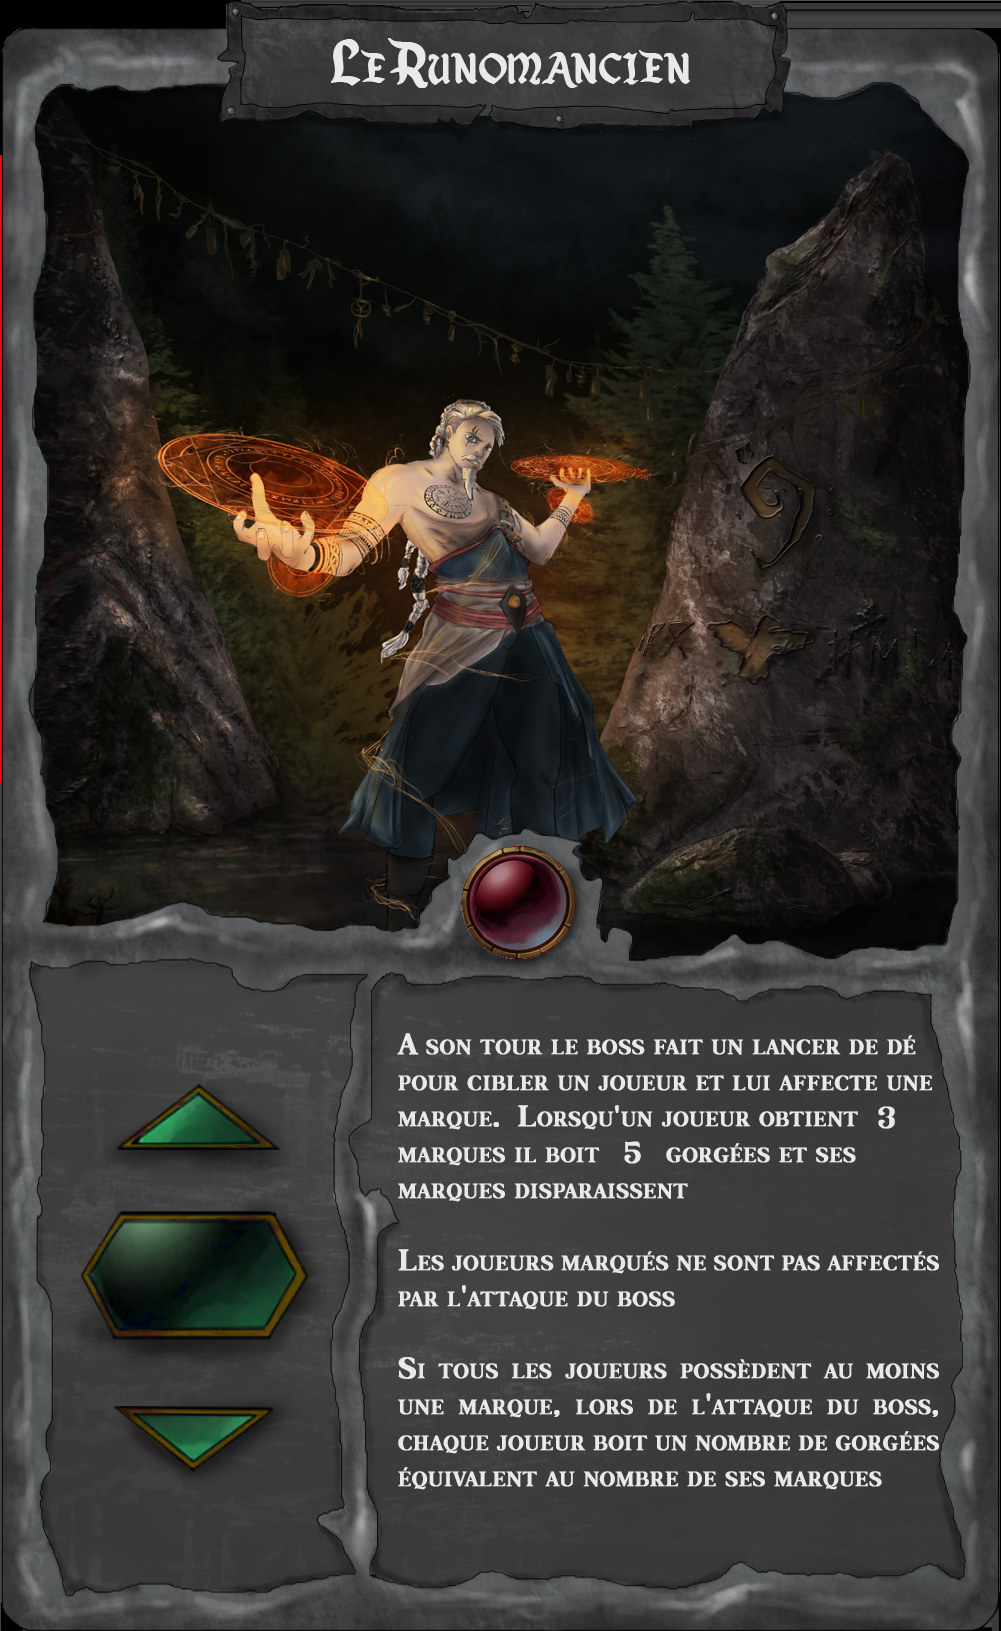 Le Runomancien
A son tour le boss fait un lancer de dé
pour cibler un joueur et lui affecte une
marque. Lorsqu'un joueur obtient 3
marques il boit 5 gorgées et ses
marques disparaissent
Les joueurs marqués ne sont pas affectés
par l'attaque du boss
Si tous les joueurs possèdent au moins
une marque, lors de l'attaque du boss,
chaque joueur boit un nombre de gorgées
équivalent au nombre de ses marques